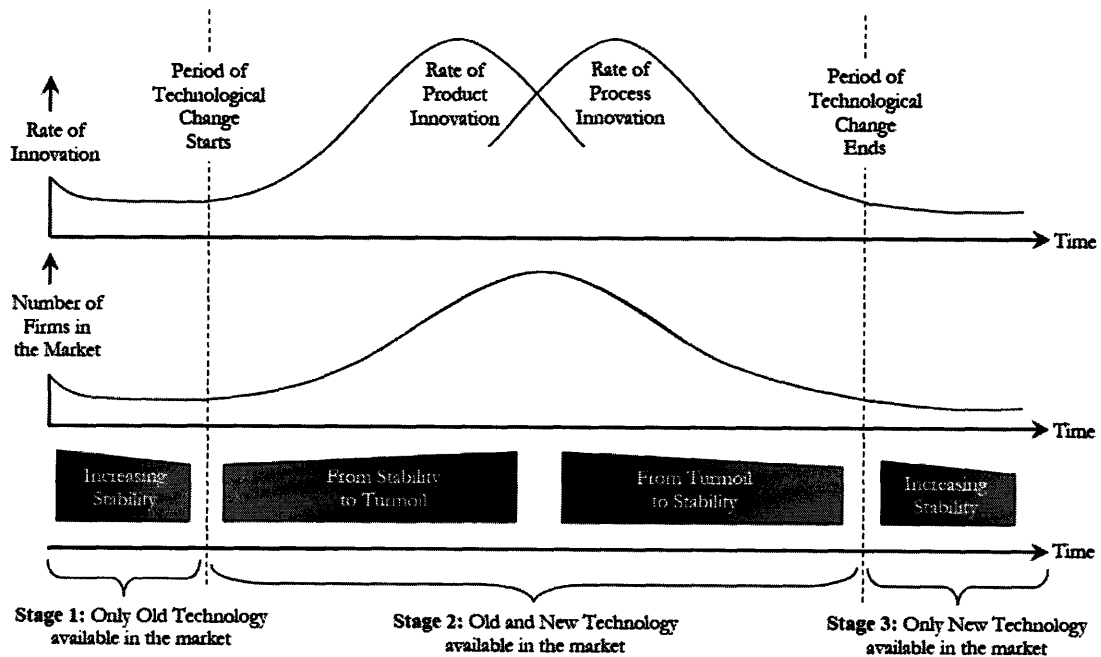 Period of
Technological
Change
Starts
Rate of
Product
Innovation
Rate of
Process
Innovation
Period of
Technological
Change
Ends
Rate of
Innovation
Time
Number of
Firms in
the Market
Time
Increasing
Stability
From Stability
to Turmoil
From Turmoil
to Stability
Increasing
Stability
Time
Stage 1: Only Old Technology
available in the market
Stage 2: Old and New Technology
available in the market
Stage 3: Only New Technology
available in the market